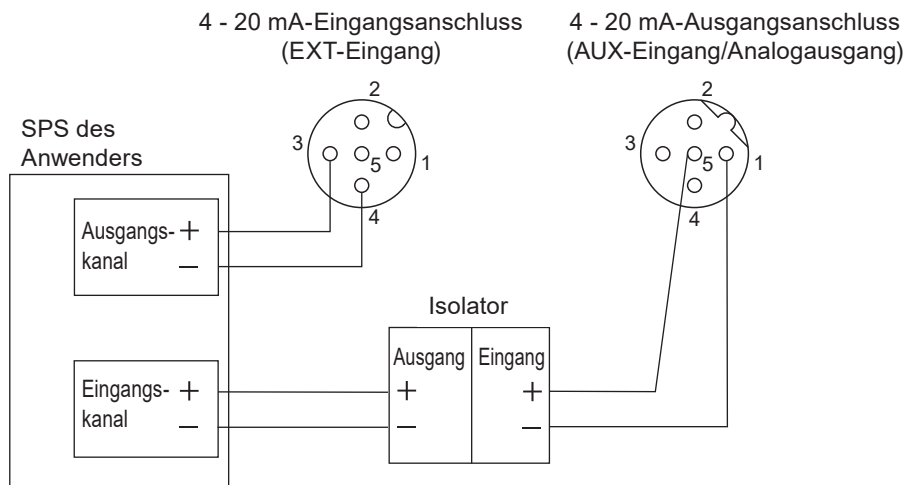 4 - 20 mA-Eingangsanschluss
(EXT-Eingang)
4 - 20 mA-Ausgangsanschluss
(AUX-Eingang/Analogausgang)
2
3
5
1
4
2
3
5
1
4
SPS des
Anwenders
Ausgangs- +
kanal –
Isolator
Ausgang
+
–
Eingang
+
–
Eingangs- +
kanal –